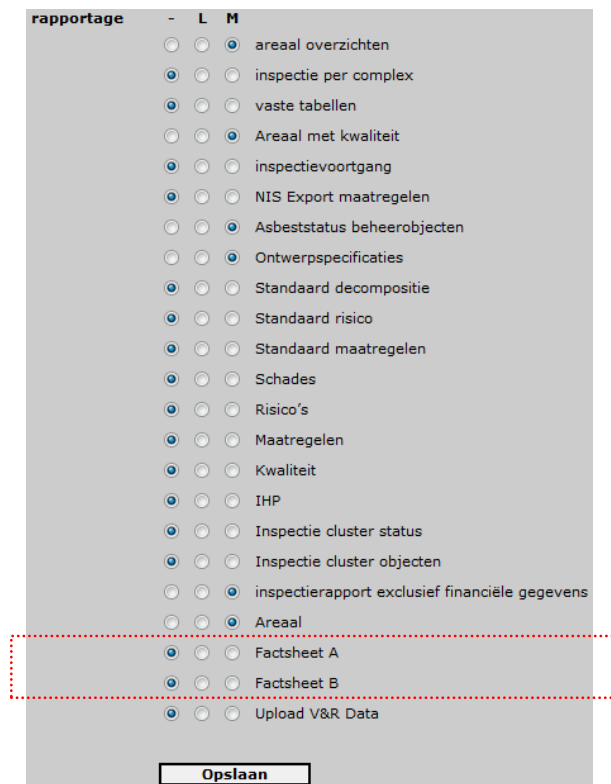 rapportage - L M
areaal overzichten
inspectie per complex
vaste tabellen
Areaal met kwaliteit
inspectievoortgang
NIS Export maatregelen
Asbeststatus beheerobjecten
Ontwerpspecificaties
Standaard decompositie
Standaard risico
Standaard maatregelen
Schades
Risico's
Maatregelen
Kwaliteit
IHP
Inspectie cluster status
Inspectie cluster objecten
inspectierapport exclusief financiële gegevens
Areaal
Factsheet A
Factsheet B
Upload V&R Data
Opslaan